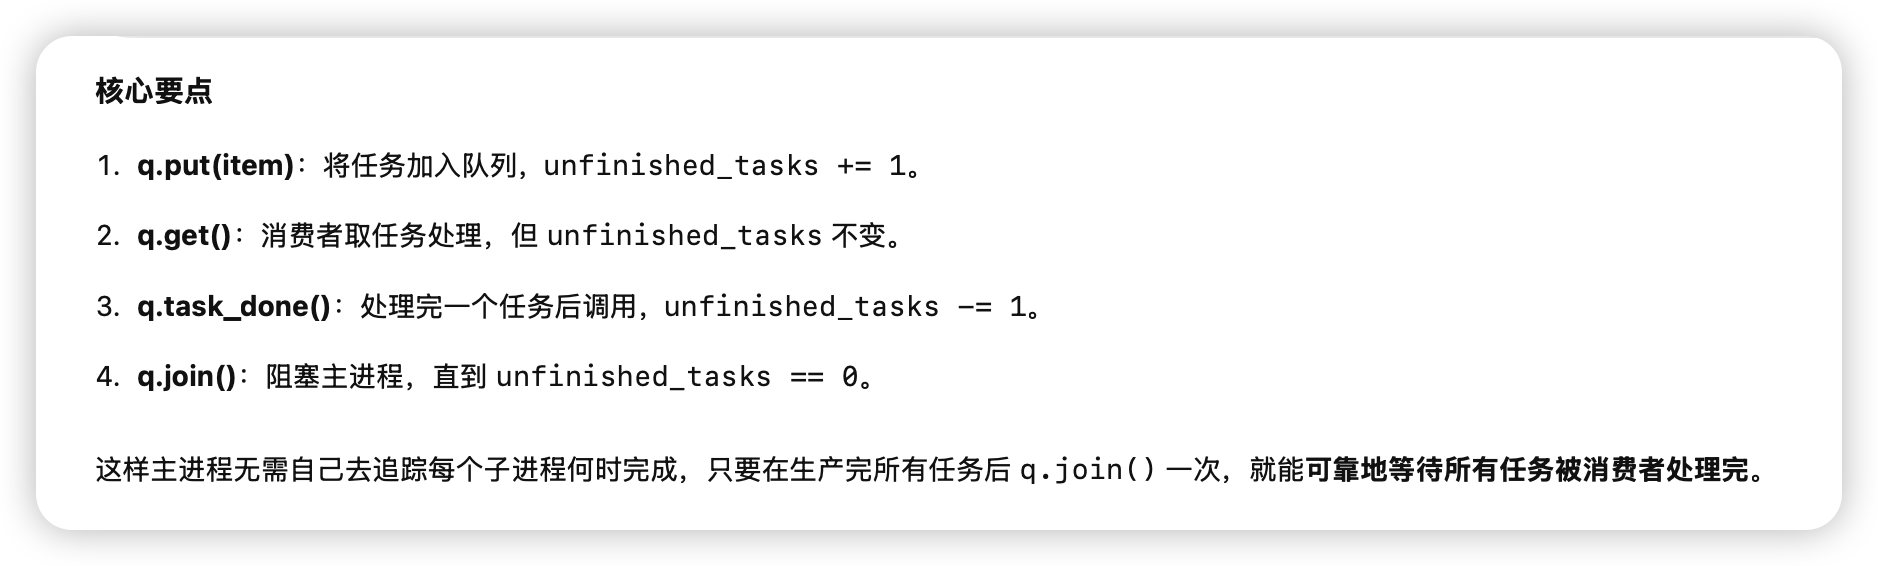 核心要点
1. q.put(item)：将任务加入队列，unfinished_tasks += 1。
2. q.get()：消费者取任务处理，但 unfinished_tasks 不变。
3. q.task_done()：处理完一个任务后调用，unfinished_tasks -= 1。
4. q.join()：阻塞主进程，直到 unfinished_tasks == 0。
这样主进程无需自己去追踪每个子进程何时完成，只要在生产完所有任务后 q.join() 一次，就能可靠地等待所有任务被消费者处理完。